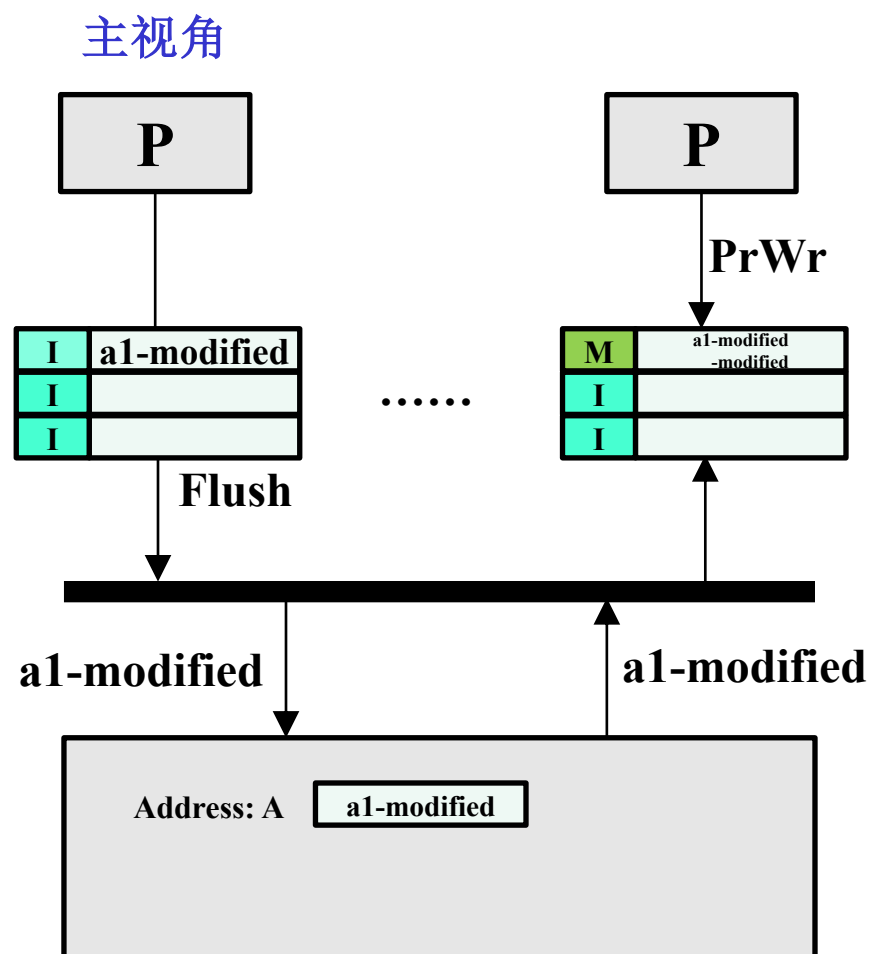 主视角
P
P
PrWr
I a1-modified
I
I
......
M a1-modified
-modified
I
I
Flush
a1-modified
a1-modified
Address: A a1-modified